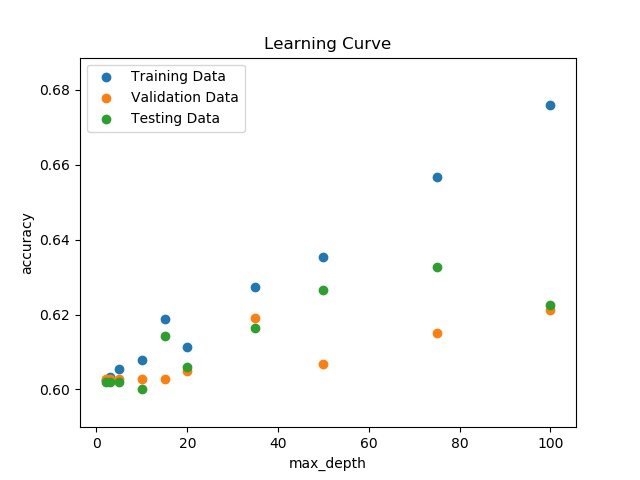 Learning Curve
Training Data
Validation Data
Testing Data
0.68
0.66
0.64
0.62
0.60
accuracy
0 20 40 60 80 100
max_depth